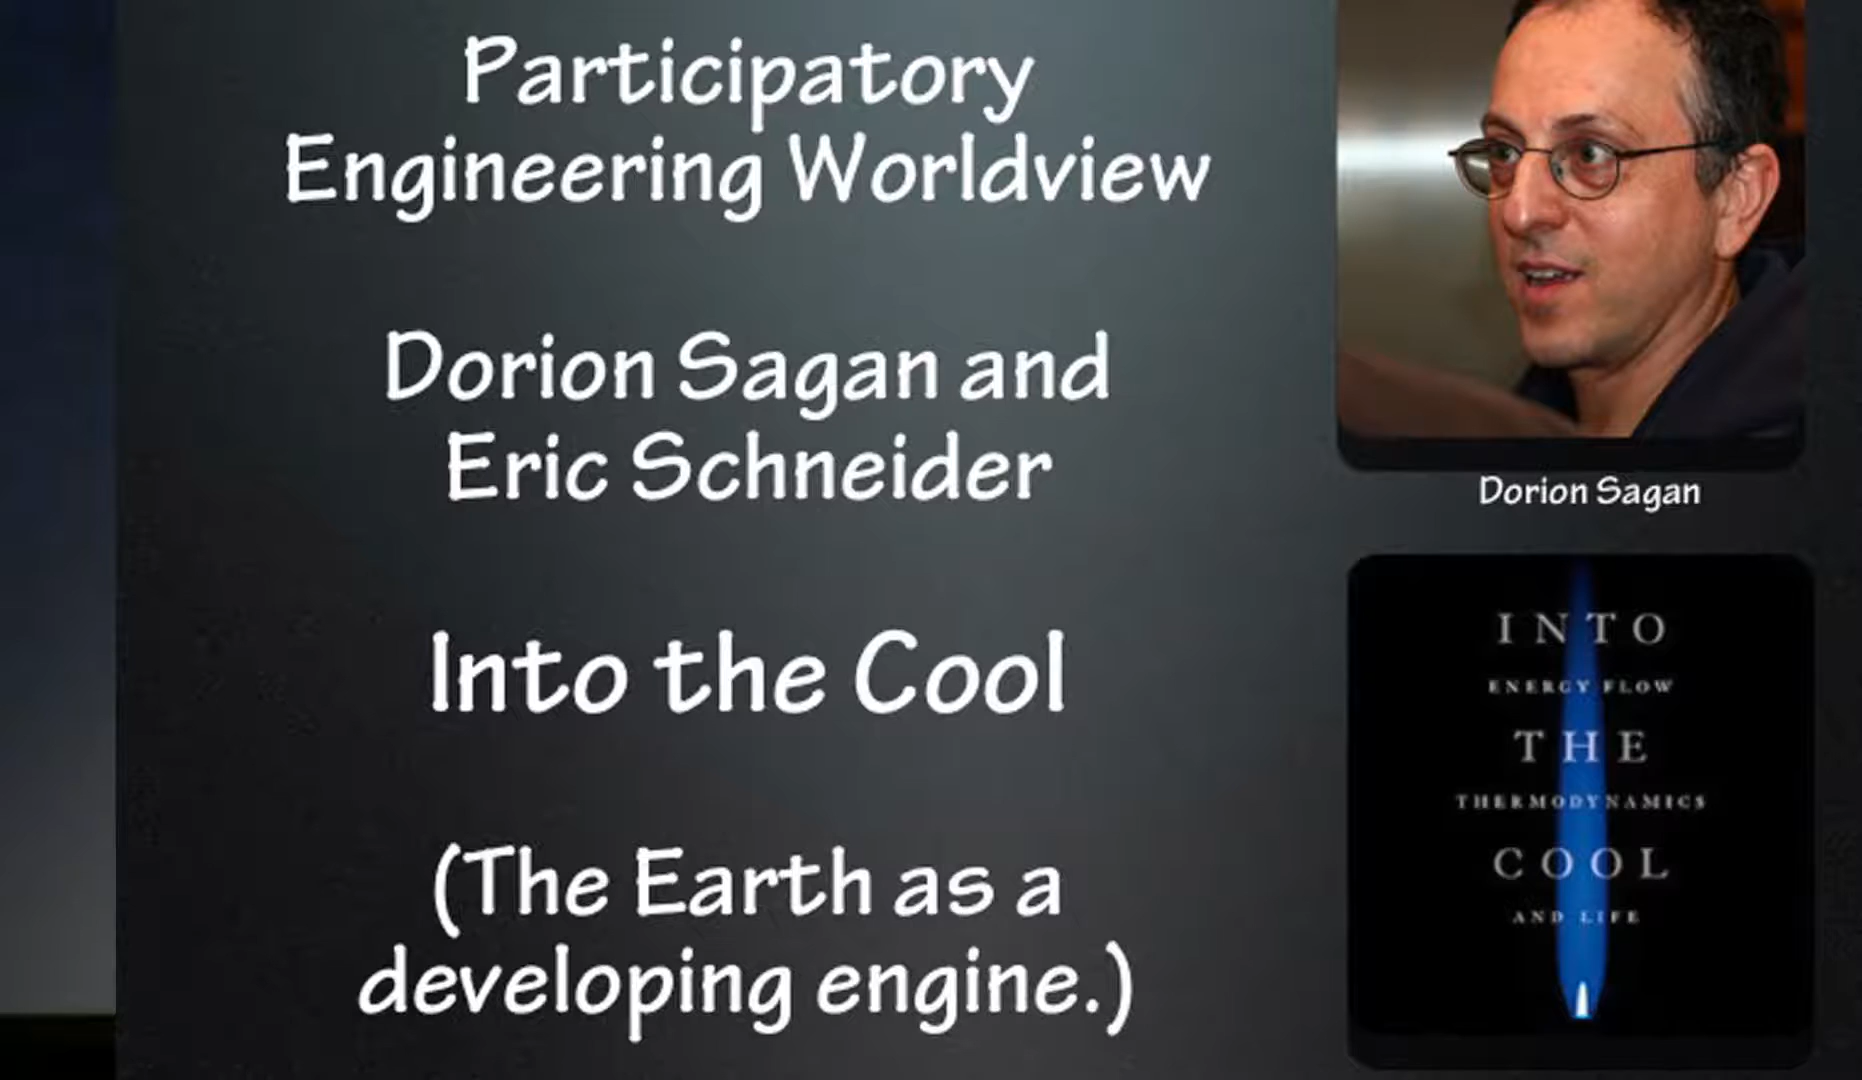 Participatory
Engineering Worldview
Dorion Sagan and
Eric Schneider
Into the Cool
(The Earth as a
developing engine.)
Dorion Sagan
INTO
ENERGY FLOW
THE
THERMODYNAMICS
COOL
AND LIFE